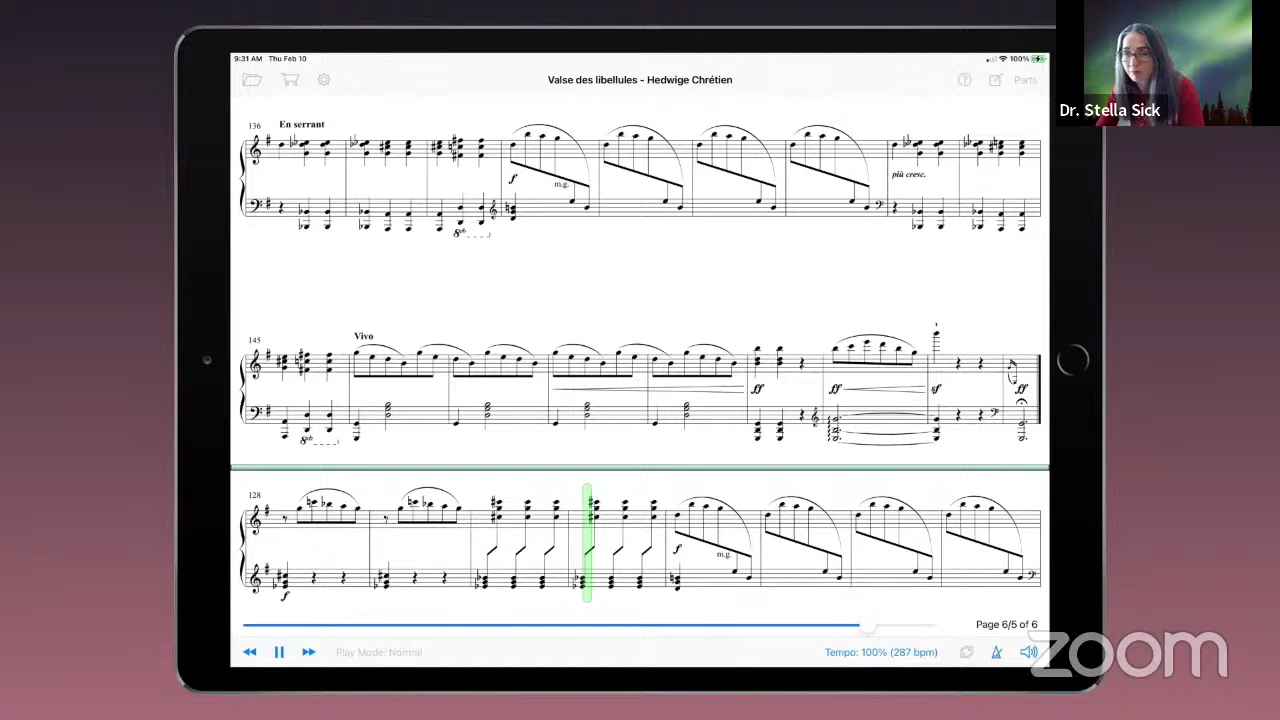 9:31 AM Thu Feb 10
100%
Valse des libellules - Hedwige Chrétien
Parts
Dr. Stella Sick
136
En serrant
f
m.g.
più cresc.
8vb
145
Vivo
ff
ff
sf
ff
8vb
128
f
m.g.
f
Page 6/5 of 6
Play Mode: Normal
Tempo: 100% (287 bpm)
zoom